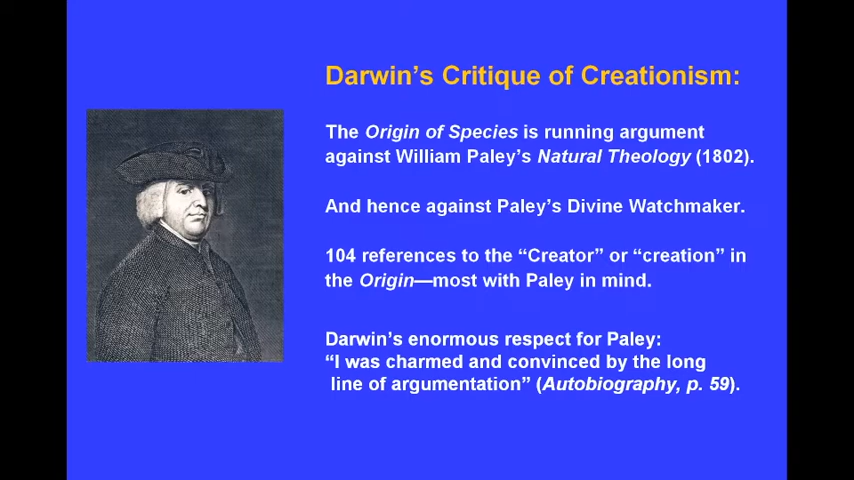 Darwin’s Critique of Creationism:
The Origin of Species is running argument
against William Paley’s Natural Theology (1802).
And hence against Paley’s Divine Watchmaker.
104 references to the “Creator” or “creation” in
the Origin—most with Paley in mind.
Darwin’s enormous respect for Paley:
“I was charmed and convinced by the long
line of argumentation” (Autobiography, p. 59).